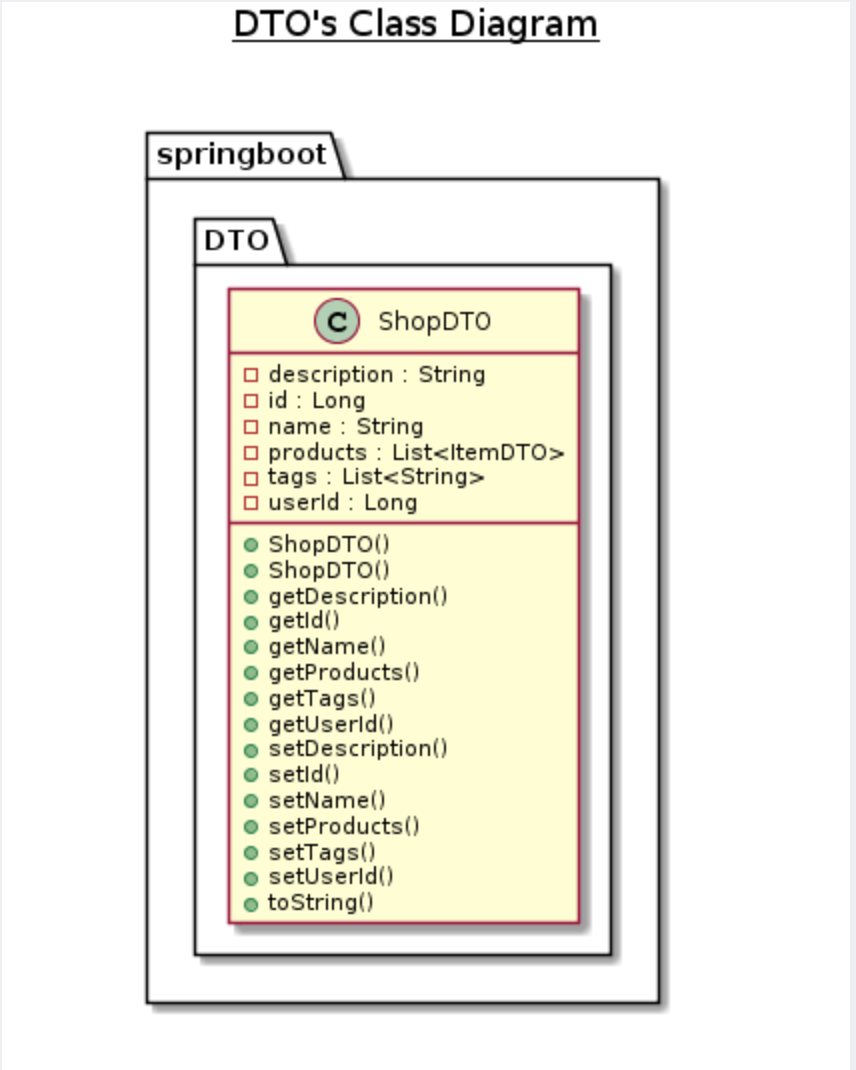 DTO's Class Diagram
springboot
DTO
C ShopDTO
description : String
id : Long
name : String
products : List<ItemDTO>
tags : List<String>
userId : Long
ShopDTO()
ShopDTO()
getDescription()
getId()
getName()
getProducts()
getTags()
getUserId()
setDescription()
setId()
setName()
setProducts()
setTags()
setUserId()
toString()